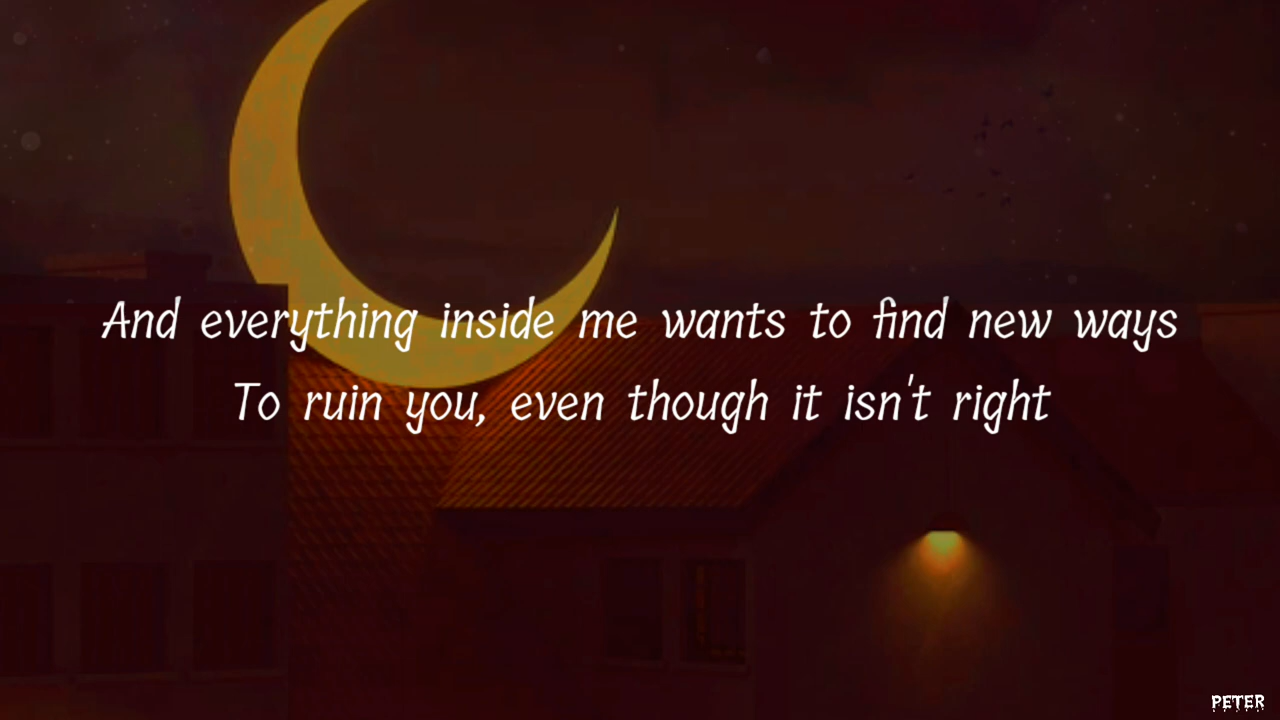 And everything inside me wants to find new ways
To ruin you, even though it isn't right
PETER